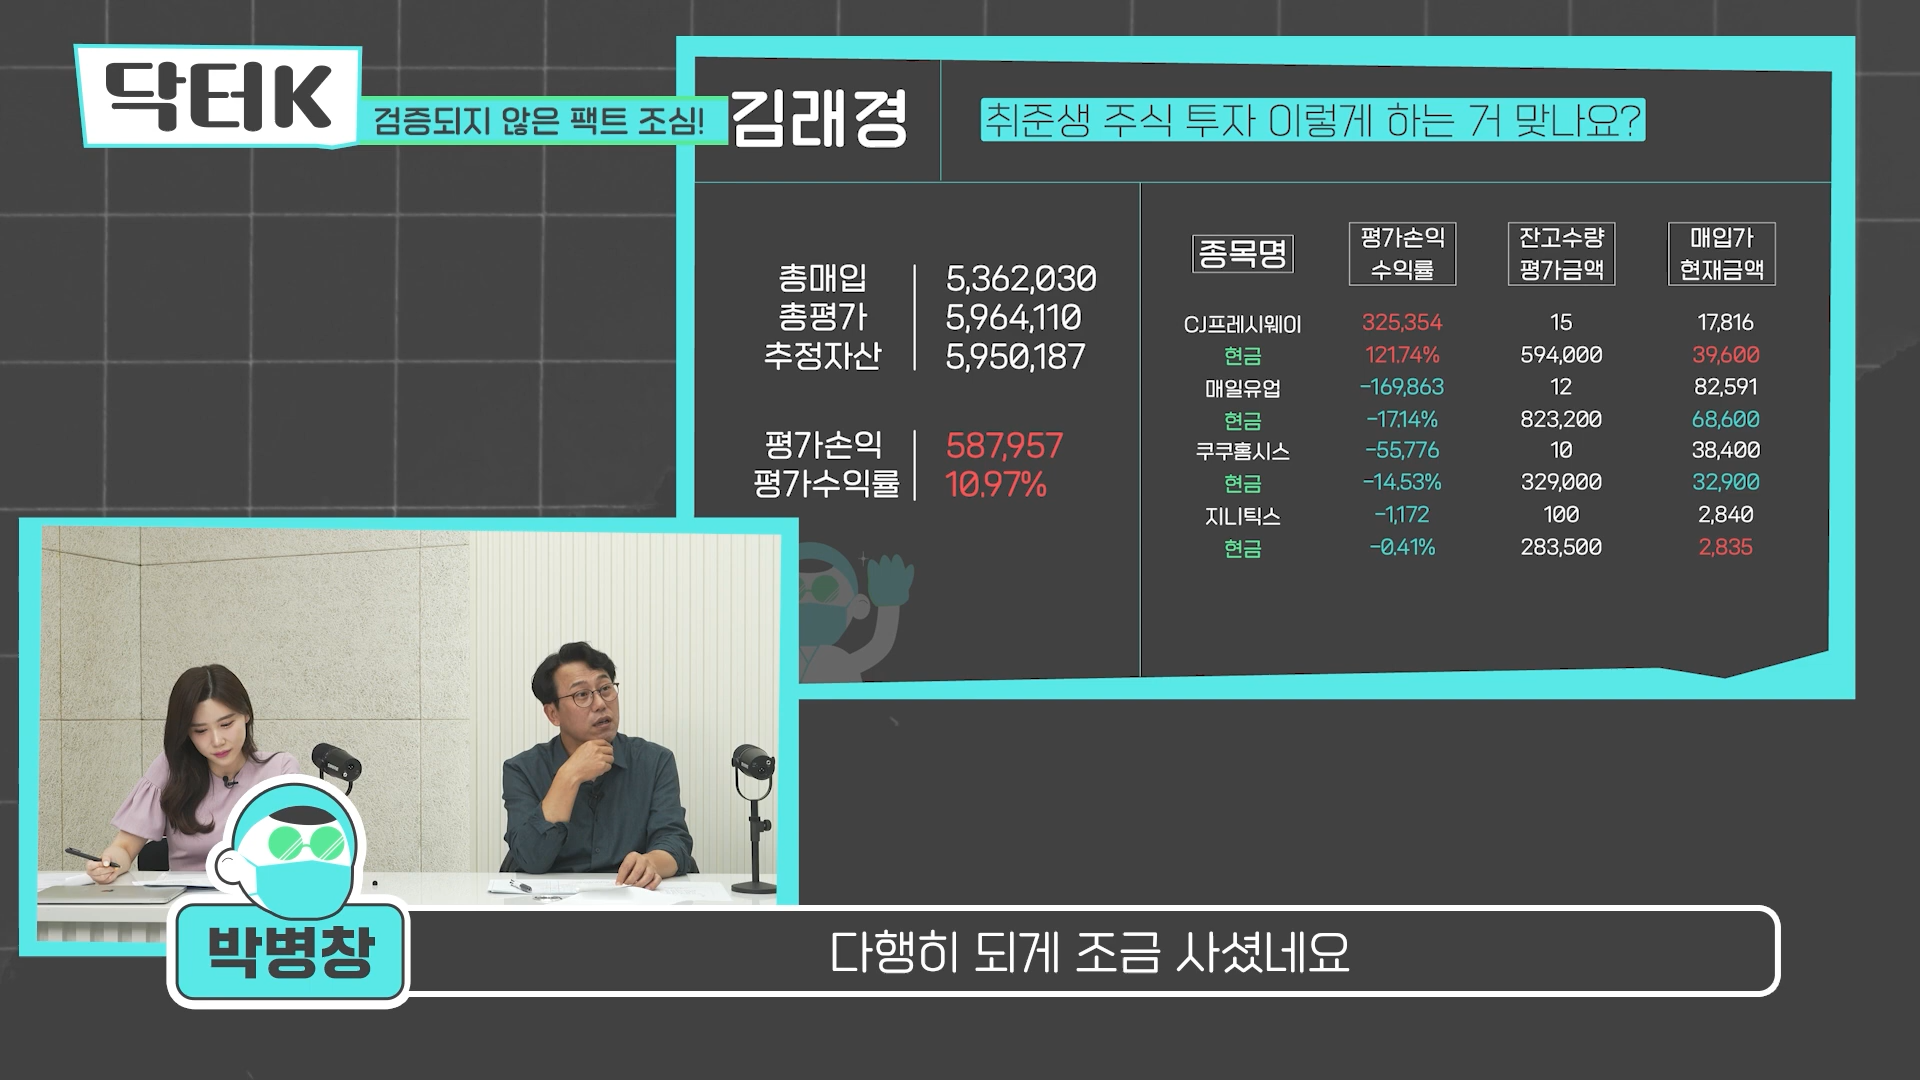 닥터K
검증되지 않은 팩트 조심!
김래경
취준생 주식 투자 이렇게 하는 거 맞나요?
총매입 5,362,030
총평가 5,964,110
추정자산 5,950,187
평가손익 587,957
평가수익률 10.97%
종목명 평가손익 수익률 잔고수량 평가금액 매입가 현재금액
CJ프레시웨이 325,354 15 17,816
현금 121.74% 594,000 39,600
매일유업 -169,863 12 82,591
현금 -17.14% 823,200 68,600
쿠쿠홈시스 -55,776 10 38,400
현금 -14.53% 329,000 32,900
지니틱스 -1,172 100 2,840
현금 -0.41% 283,500 2,835
박병창
다행히 되게 조금 사셨네요